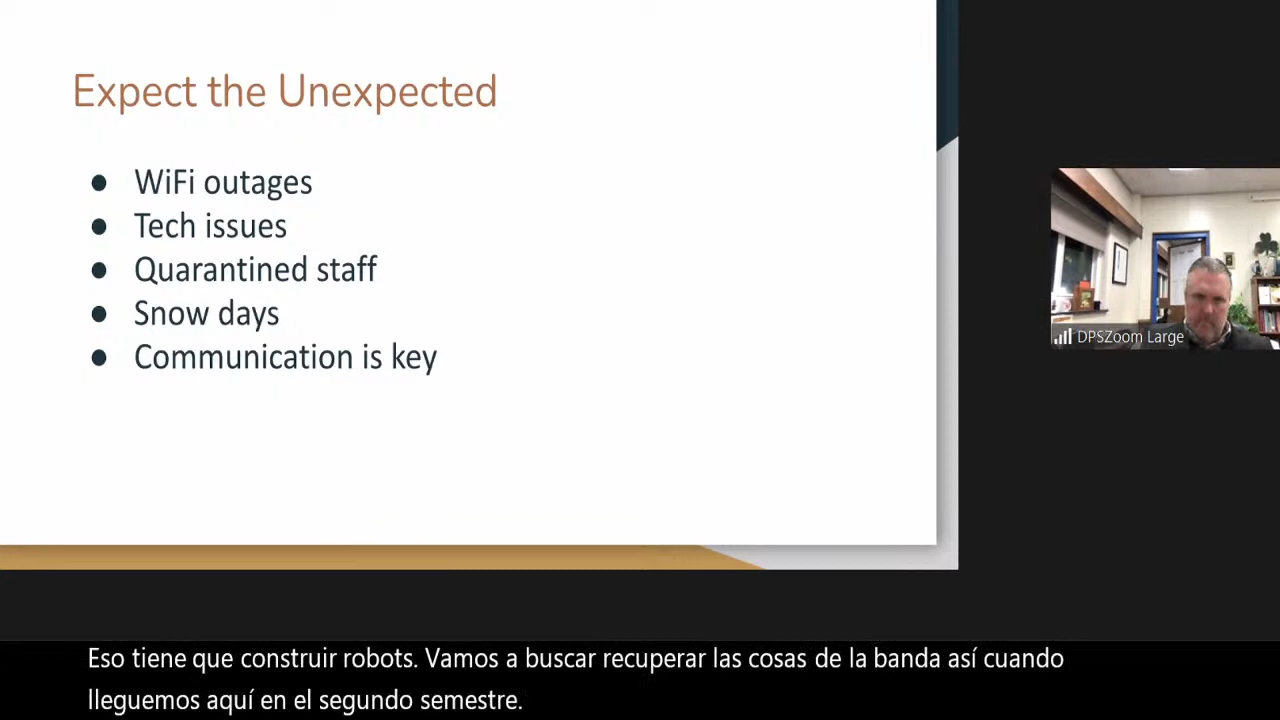 Expect the Unexpected
● WiFi outages
● Tech issues
● Quarantined staff
● Snow days
● Communication is key
DPSZoom Large
Eso tiene que construir robots. Vamos a buscar recuperar las cosas de la banda así cuando
lleguemos aquí en el segundo semestre.